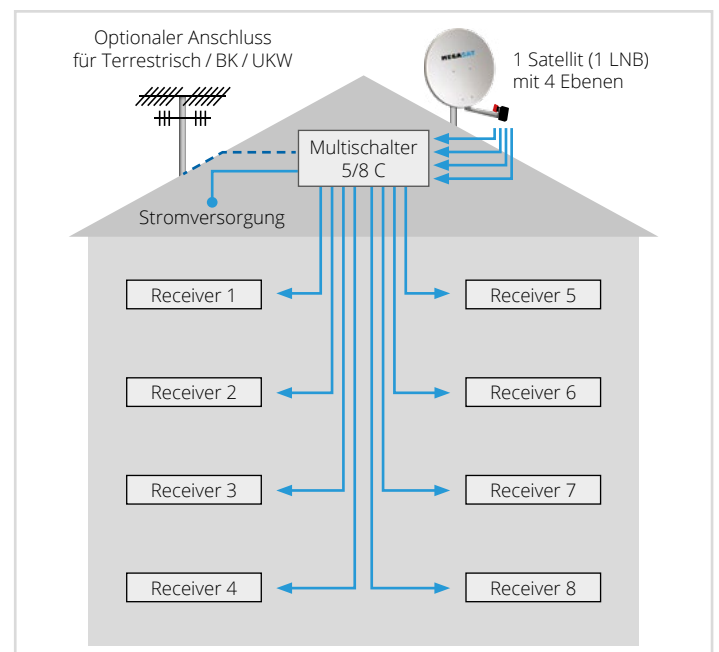 Optionaler Anschluss
für Terrestrisch / BK / UKW
MEGASAT
1 Satellit (1 LNB)
mit 4 Ebenen
Multischalter
5/8 C
Stromversorgung
Receiver 1
Receiver 5
Receiver 2
Receiver 6
Receiver 3
Receiver 7
Receiver 4
Receiver 8